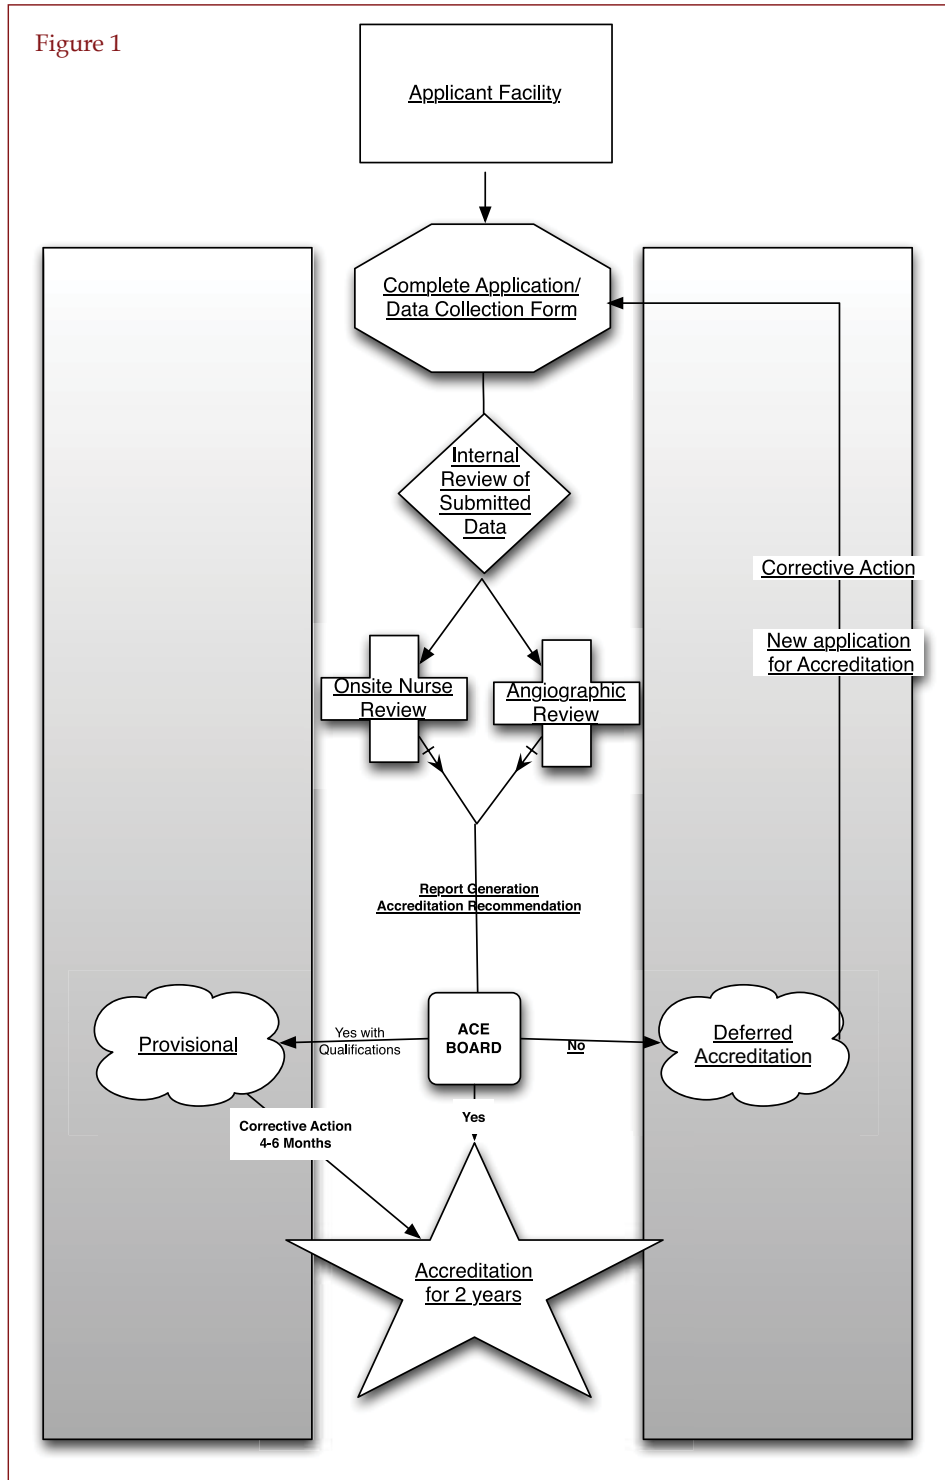 Figure 1
Applicant Facility
Complete Application/
Data Collection Form
Internal
Review of
Submitted
Data
Corrective Action
New application
for Accreditation
Onsite Nurse
Review
Angiographic
Review
Report Generation
Accreditation Recommendation
Provisional
Yes with
Qualifications
ACE
BOARD
No
Deferred
Accreditation
Yes
Corrective Action
4-6 Months
Accreditation
for 2 years